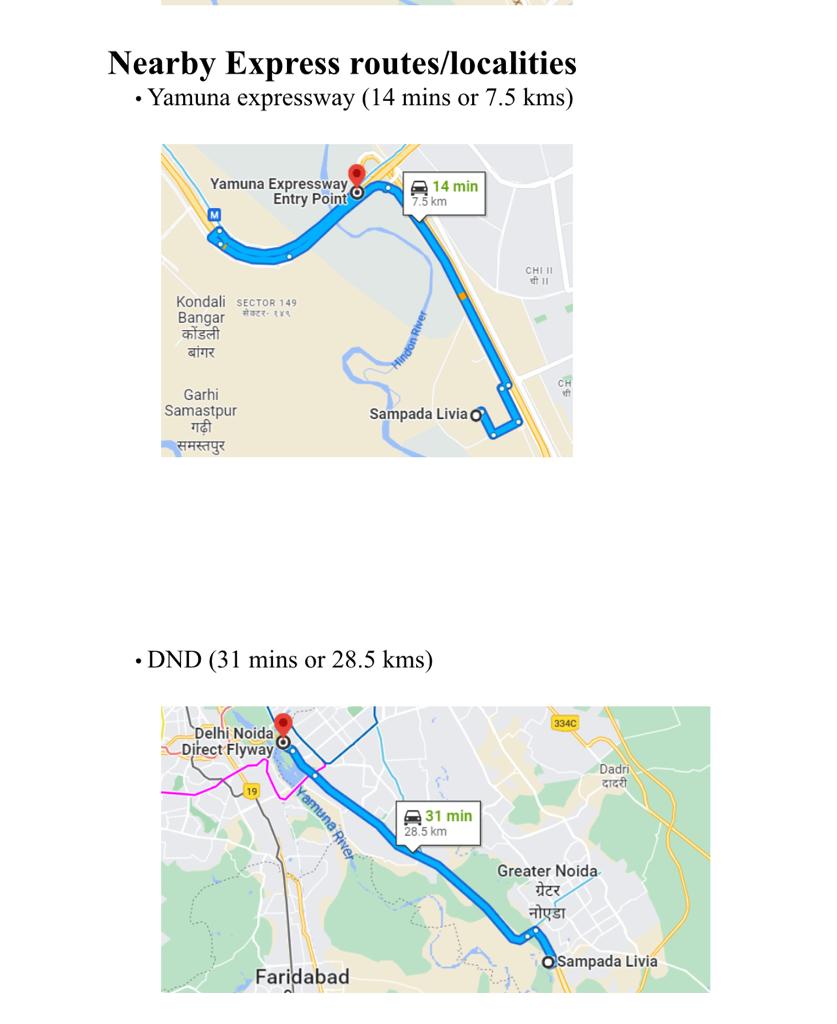 Nearby Express routes/localities
• Yamuna expressway (14 mins or 7.5 kms)
Yamuna Expressway
Entry Point
14 min
7.5 km
M
CHI II
ची II
Kondali
Bangar
कोंडली
बांगर
SECTOR 149
सेक्टर- १४९
Hindon River
Garhi
Samastpur
गढ़ी
समस्तपुर
CH
ची
Sampada Livia
• DND (31 mins or 28.5 kms)
Delhi Noida
Direct Flyway
334C
Dadri
दादरी
19
Yamuna River
31 min
28.5 km
Greater Noida
ग्रेटर
नोएडा
Sampada Livia
Faridabad